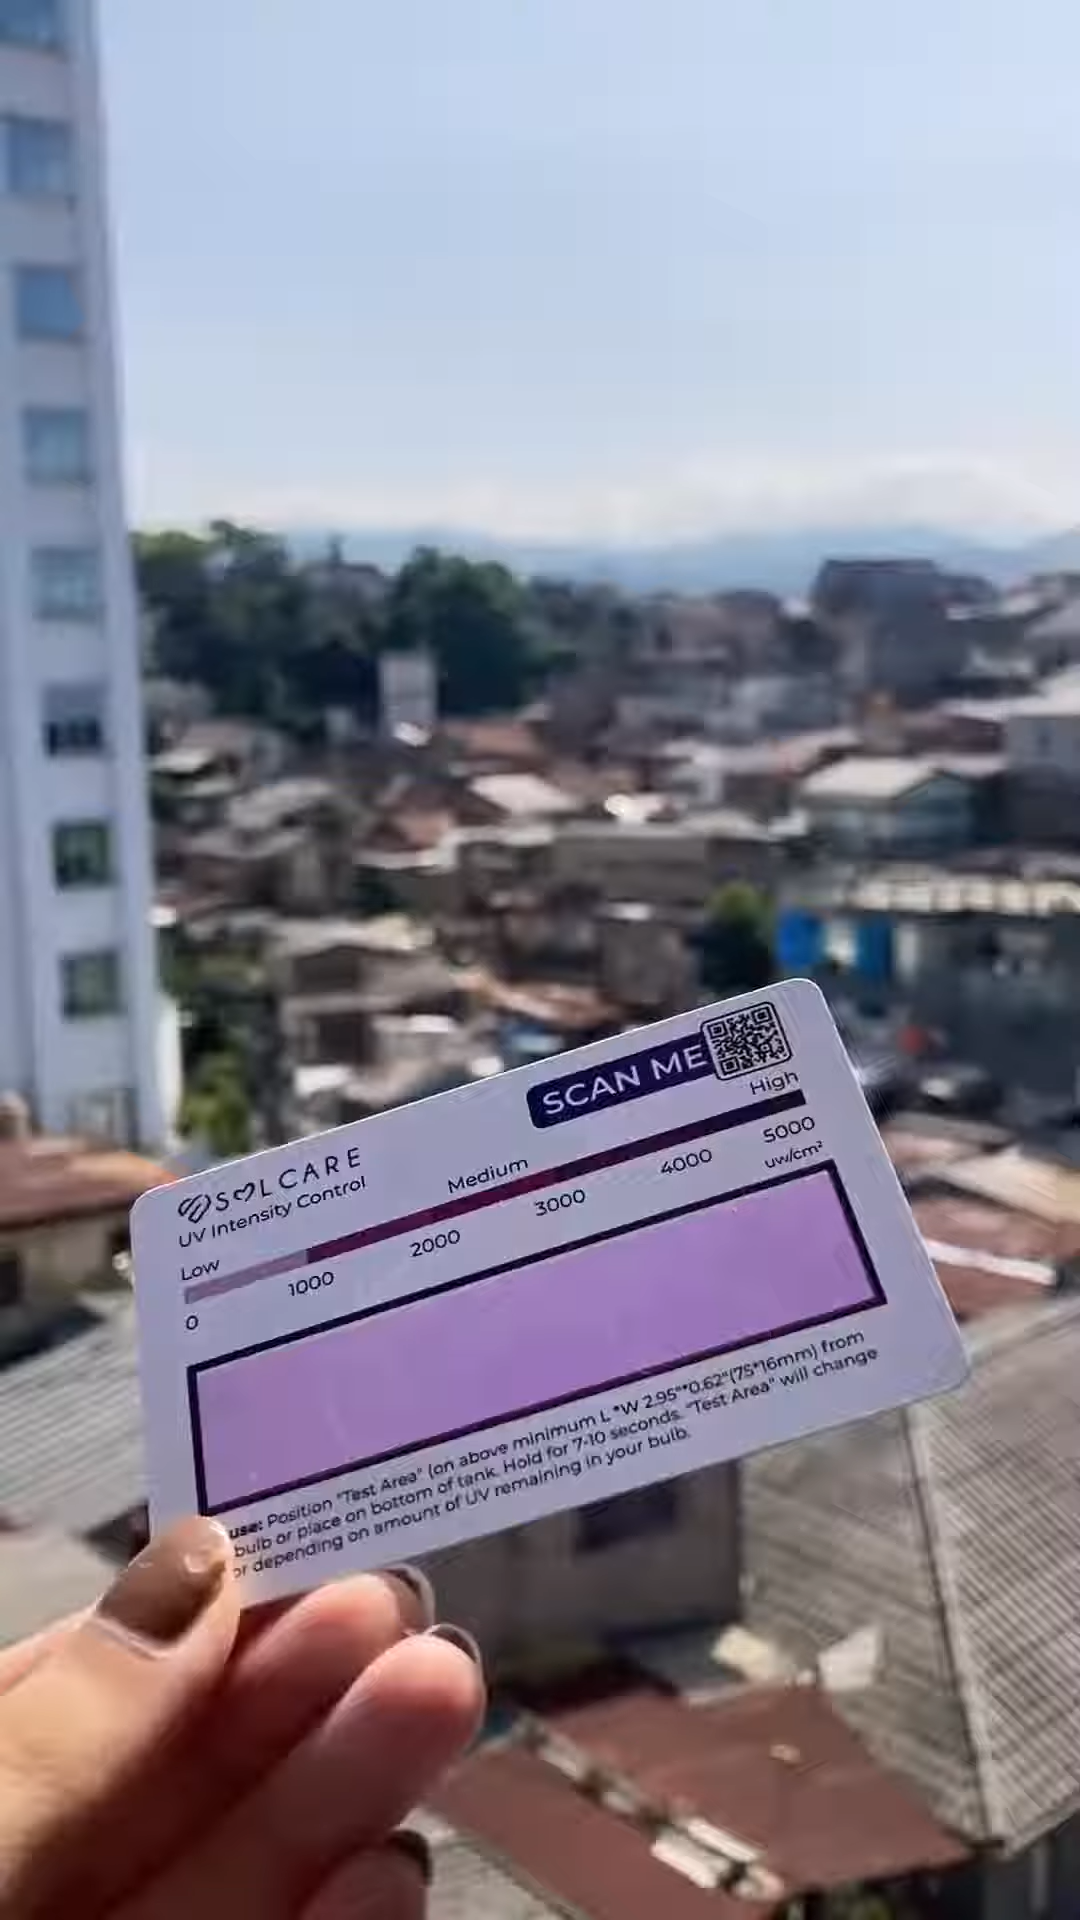 SCAN ME
SOLCARE
UV Intensity Control
Low Medium High
0 1000 2000 3000 4000 5000
uw/cm²
use: Position "Test Area" (on above minimum L *W 2.95"*0.62"(75*16mm) from
bulb or place on bottom of tank. Hold for 7-10 seconds. "Test Area" will change
or depending on amount of UV remaining in your bulb.